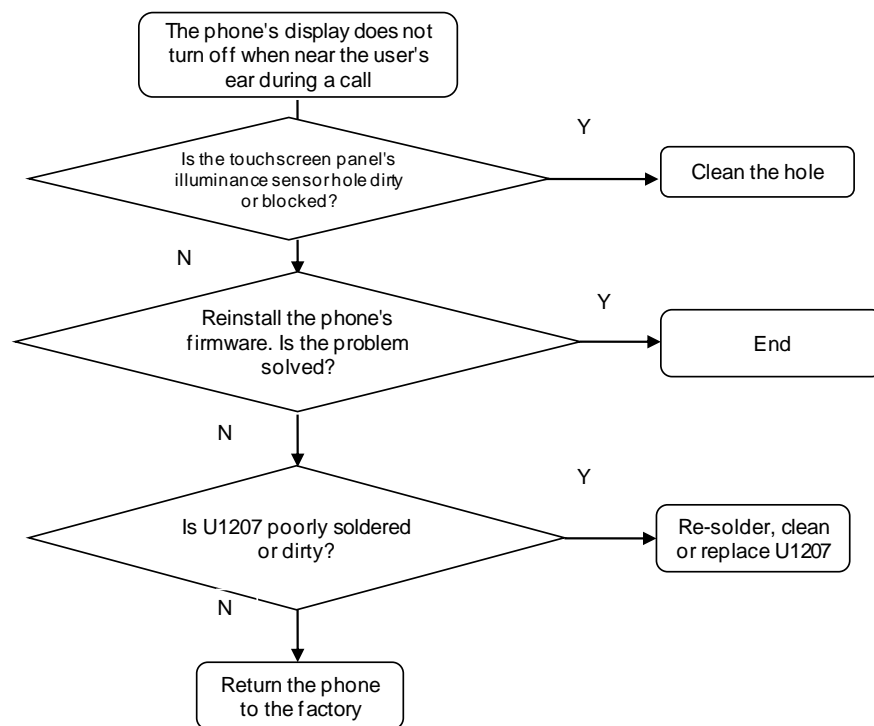 The phone's display does not
turn off when near the user's
ear during a call
Y
Is the touchscreen panel's
illuminance sensor hole dirty
or blocked?
Clean the hole
N
Y
Reinstall the phone's
firmware. Is the problem
solved?
End
N
Y
Is U1207 poorly soldered
or dirty?
Re-solder, clean
or replace U1207
N
Return the phone
to the factory